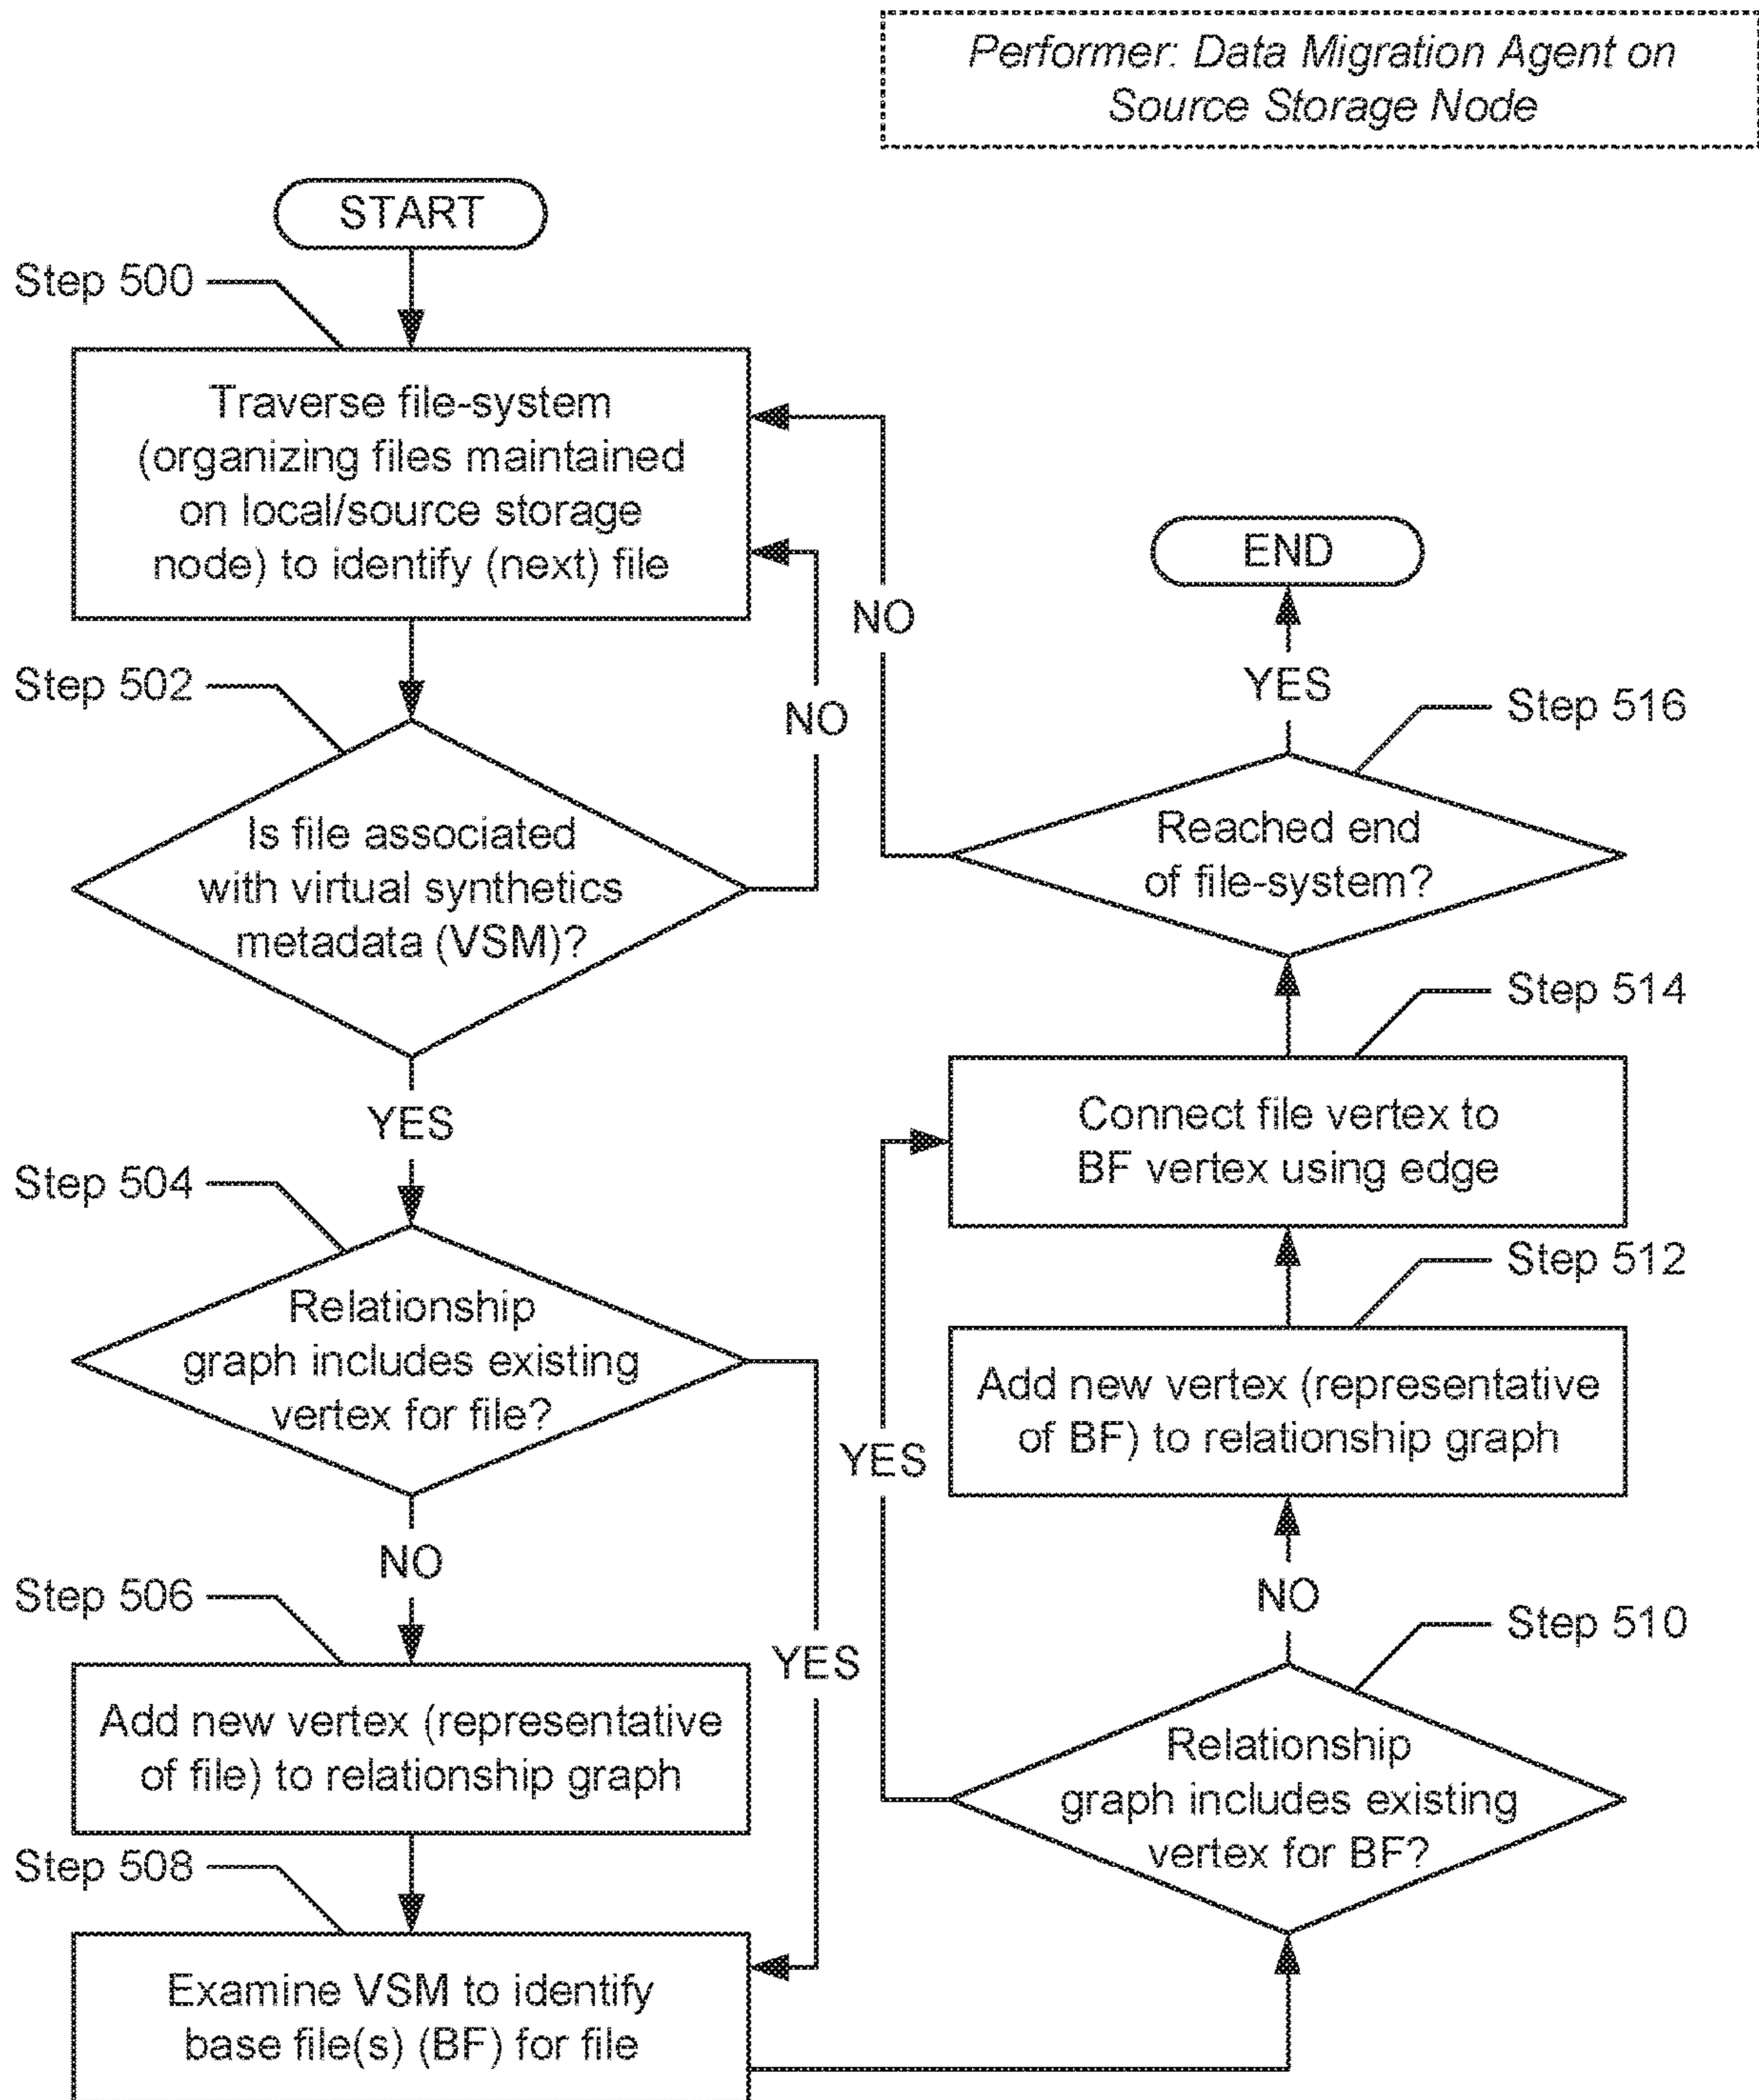 Performer: Data Migration Agent on
Source Storage Node
START
Step 500
Traverse file-system
(organizing files maintained
on local/source storage
node) to identify (next) file
NO
Step 502
Is file associated
with virtual synthetics
metadata (VSM)?
NO
YES
Step 504
Relationship
graph includes existing
vertex for file?
NO
YES
Step 506
Add new vertex (representative
of file) to relationship graph
Step 508
Examine VSM to identify
base file(s) (BF) for file
Step 510
Relationship
graph includes existing
vertex for BF?
NO
YES
Step 512
Add new vertex (representative
of BF) to relationship graph
Step 514
Connect file vertex to
BF vertex using edge
Step 516
Reached end
of file-system?
YES
END